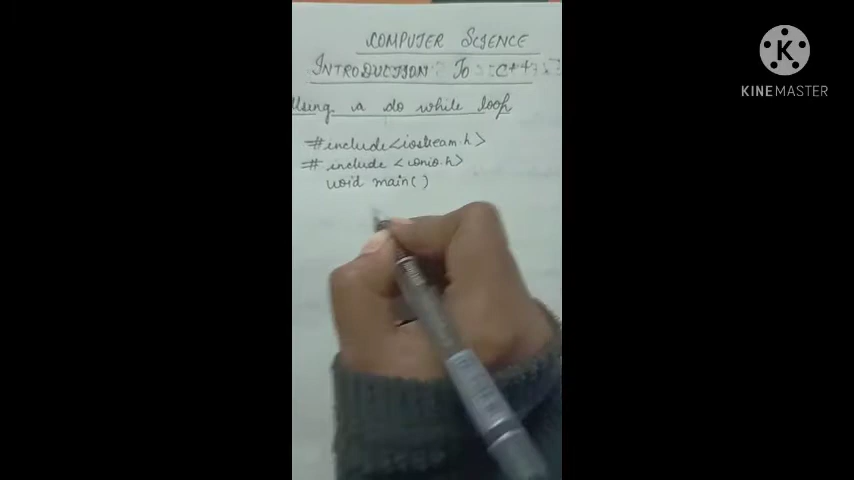 COMPUTER SCIENCE
INTRODUCTION TO C++
Using a do while loop
#include<iostream.h>
# include <conio.h>
void main()
K
KINEMASTER